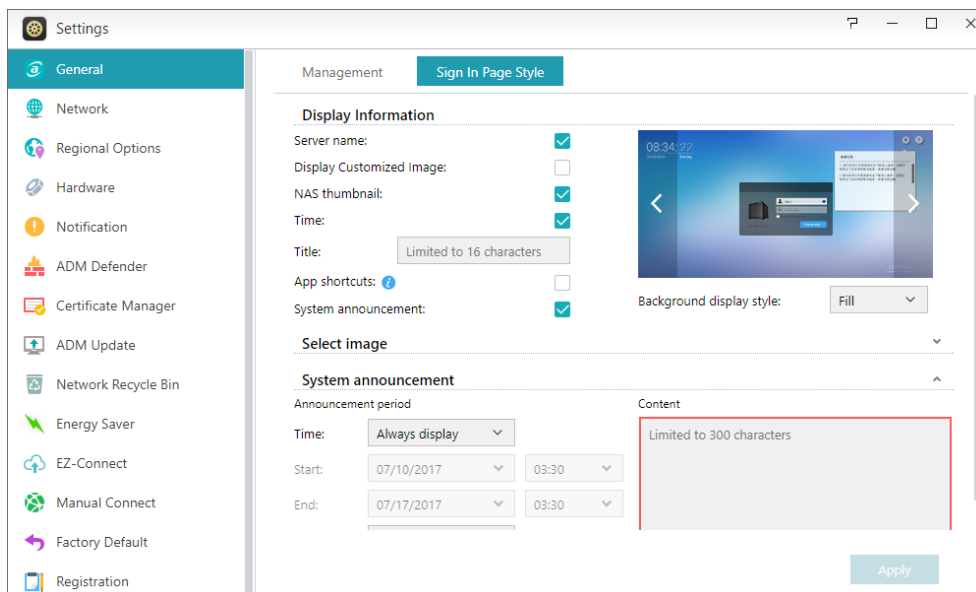 Settings
General
Network
Regional Options
Hardware
Notification
ADM Defender
Certificate Manager
ADM Update
Network Recycle Bin
Energy Saver
EZ-Connect
Manual Connect
Factory Default
Registration
Management
Sign In Page Style
Display Information
Server name:
Display Customized Image:
NAS thumbnail:
Time:
Title: Limited to 16 characters
App shortcuts:
System announcement:
08:34:22
Background display style: Fill
Select image
System announcement
Announcement period
Time: Always display
Start: 07/10/2017 03:30
End: 07/17/2017 03:30
Content
Limited to 300 characters
Apply